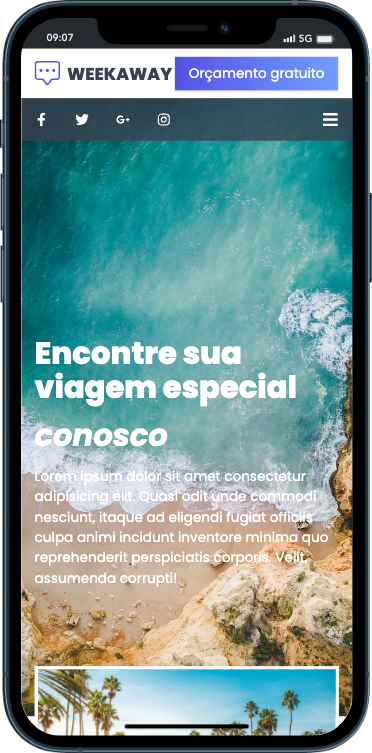 09:07
5G
WEEKAWAY
Orçamento gratuito
G+
Encontre sua
viagem especial
conosco
Lorem ipsum dolor sit amet consectetur
adipisicing elit. Quasi odit unde commodi
nesciunt, itaque ad eligendi fugiat officiis
culpa animi incidunt inventore minima quo
reprehenderit perspiciatis corporis. Velit
assumenda corrupti!